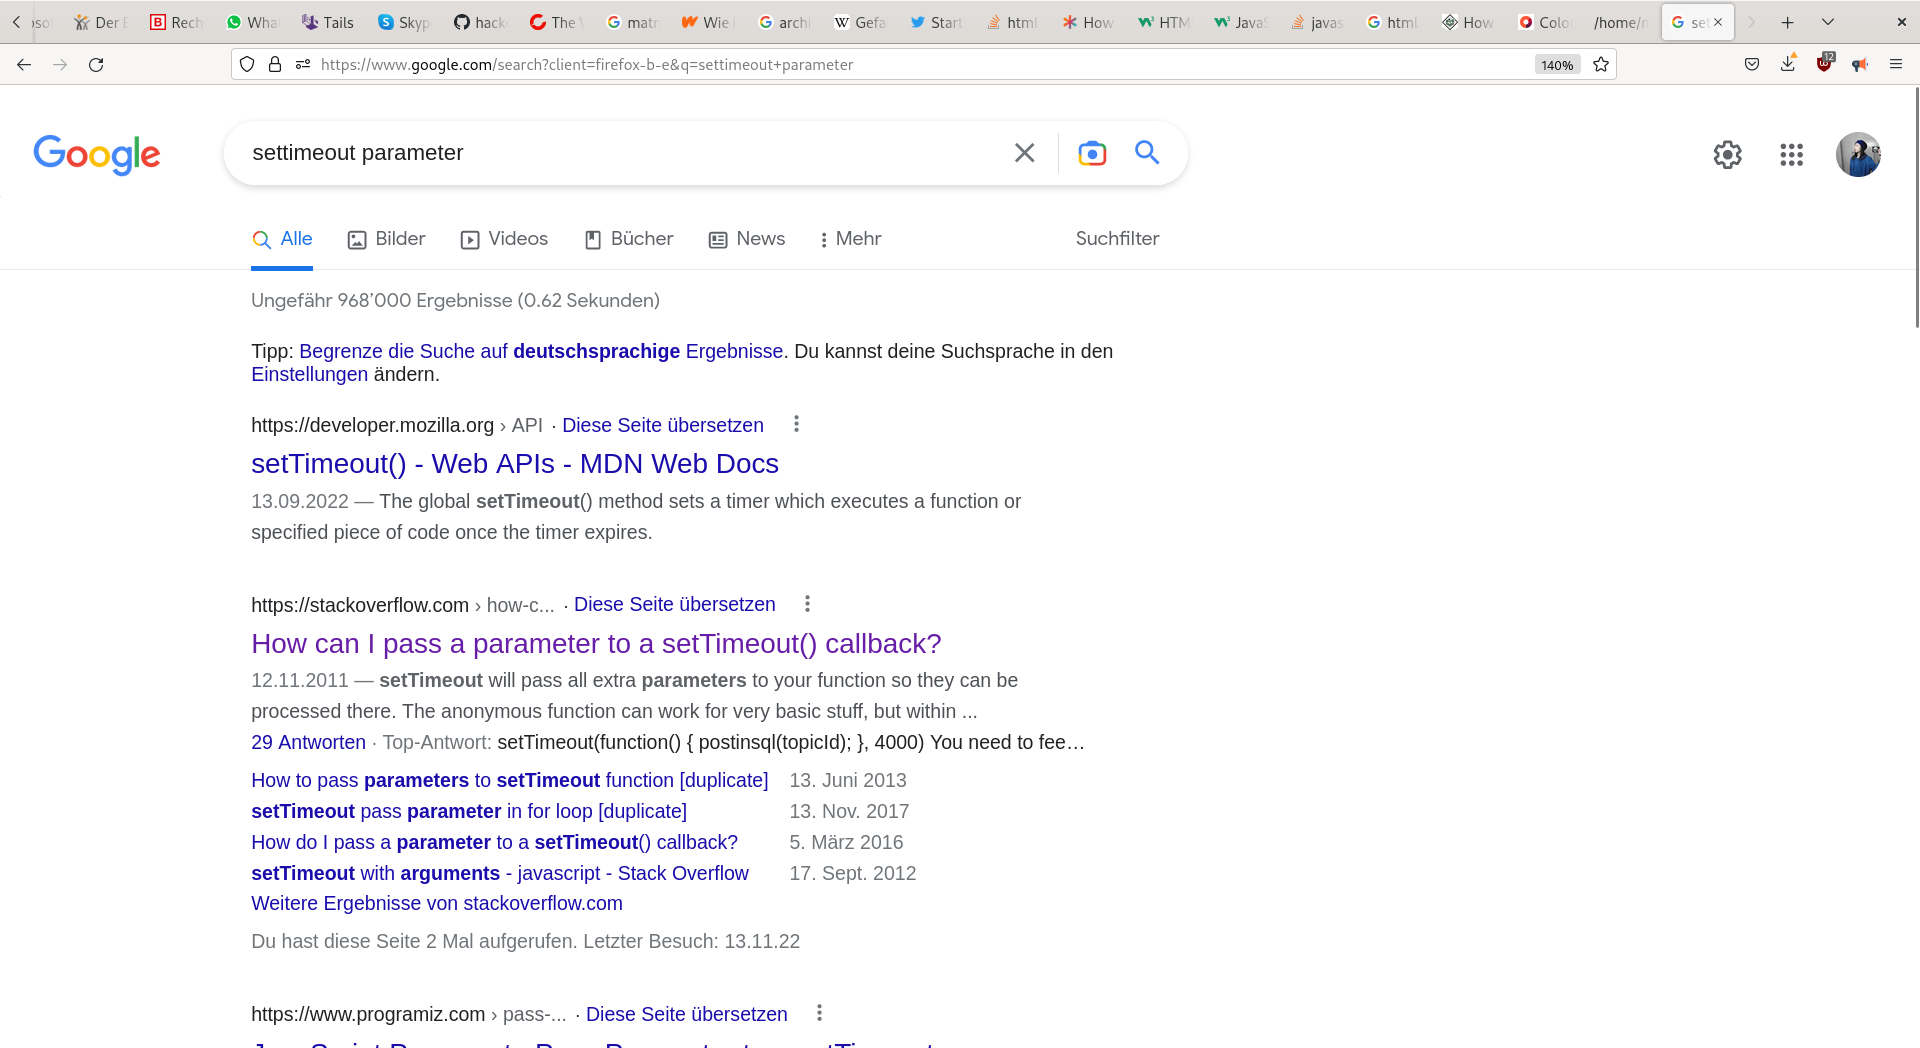 Der E
Rech
Wha
Tails
Skyp
hack
The V
matr
Wie i
archi
Gefa
Start
html
How
HTM
JavaS
javas
html
How
Colo
/home/r
set
https://www.google.com/search?client=firefox-b-e&q=settimeout+parameter 140% 12
Google settimeout parameter
Alle Bilder Videos Bücher News Mehr Suchfilter
Ungefähr 968’000 Ergebnisse (0.62 Sekunden)
Tipp: Begrenze die Suche auf deutschsprachige Ergebnisse. Du kannst deine Suchsprache in den
Einstellungen ändern.
https://developer.mozilla.org › API · Diese Seite übersetzen
setTimeout() - Web APIs - MDN Web Docs
13.09.2022 — The global setTimeout() method sets a timer which executes a function or
specified piece of code once the timer expires.
https://stackoverflow.com › how-c... · Diese Seite übersetzen
How can I pass a parameter to a setTimeout() callback?
12.11.2011 — setTimeout will pass all extra parameters to your function so they can be
processed there. The anonymous function can work for very basic stuff, but within ...
29 Antworten · Top-Antwort: setTimeout(function() { postinsql(topicId); }, 4000) You need to fee…
How to pass parameters to setTimeout function [duplicate] 13. Juni 2013
setTimeout pass parameter in for loop [duplicate] 13. Nov. 2017
How do I pass a parameter to a setTimeout() callback? 5. März 2016
setTimeout with arguments - javascript - Stack Overflow 17. Sept. 2012
Weitere Ergebnisse von stackoverflow.com
Du hast diese Seite 2 Mal aufgerufen. Letzter Besuch: 13.11.22
https://www.programiz.com › pass-... · Diese Seite übersetzen